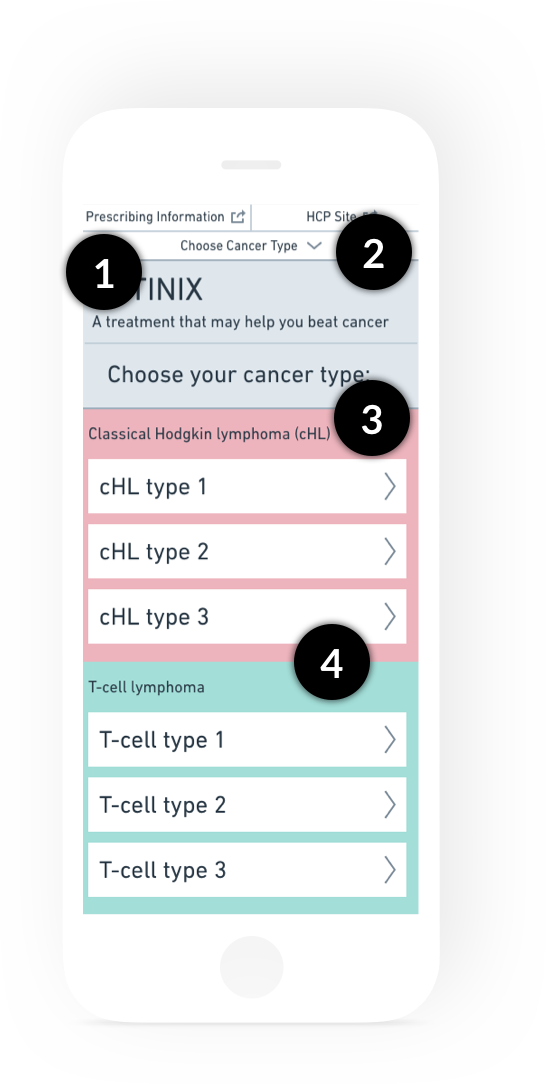 Prescribing Information
HCP Site
Choose Cancer Type
1
2
TINIX
A treatment that may help you beat cancer
Choose your cancer type:
3
Classical Hodgkin lymphoma (cHL)
cHL type 1
cHL type 2
cHL type 3
4
T-cell lymphoma
T-cell type 1
T-cell type 2
T-cell type 3